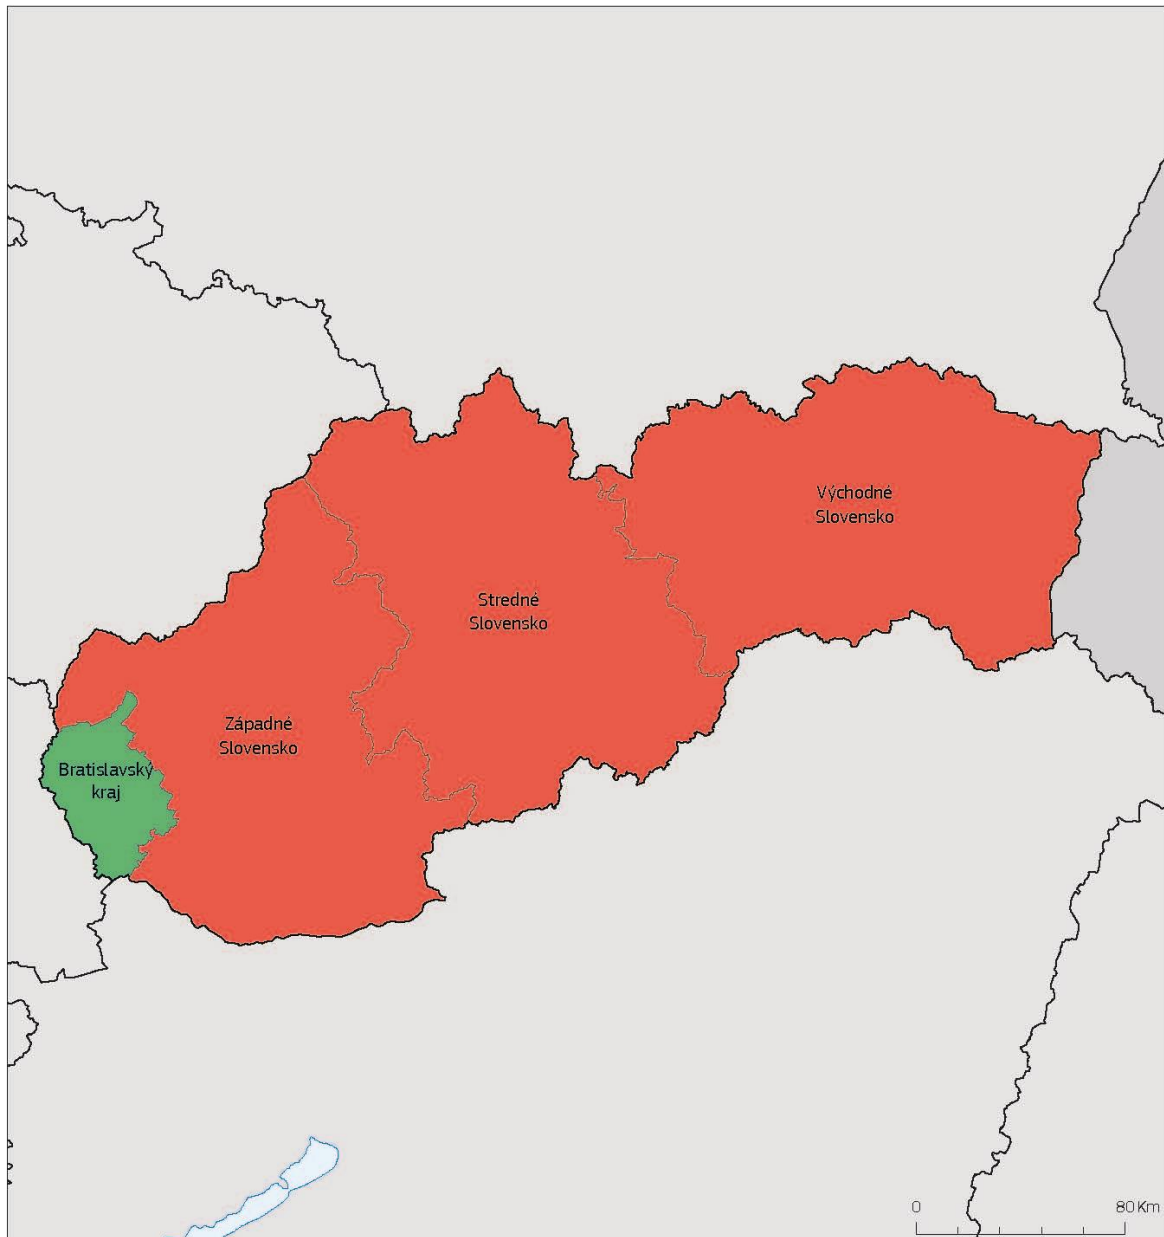 Východné
Slovensko
Stredné
Slovensko
Západné
Slovensko
Bratislavský
kraj
0 80 Km